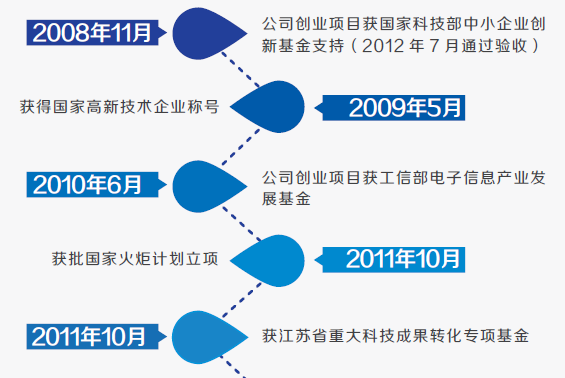 2008年11月
公司创业项目获国家科技部中小企业创
新基金支持（2012 年 7 月通过验收）
获得国家高新技术企业称号
2009年5月
2010年6月
公司创业项目获工信部电子信息产业发
展基金
获批国家火炬计划立项
2011年10月
2011年10月
获江苏省重大科技成果转化专项基金